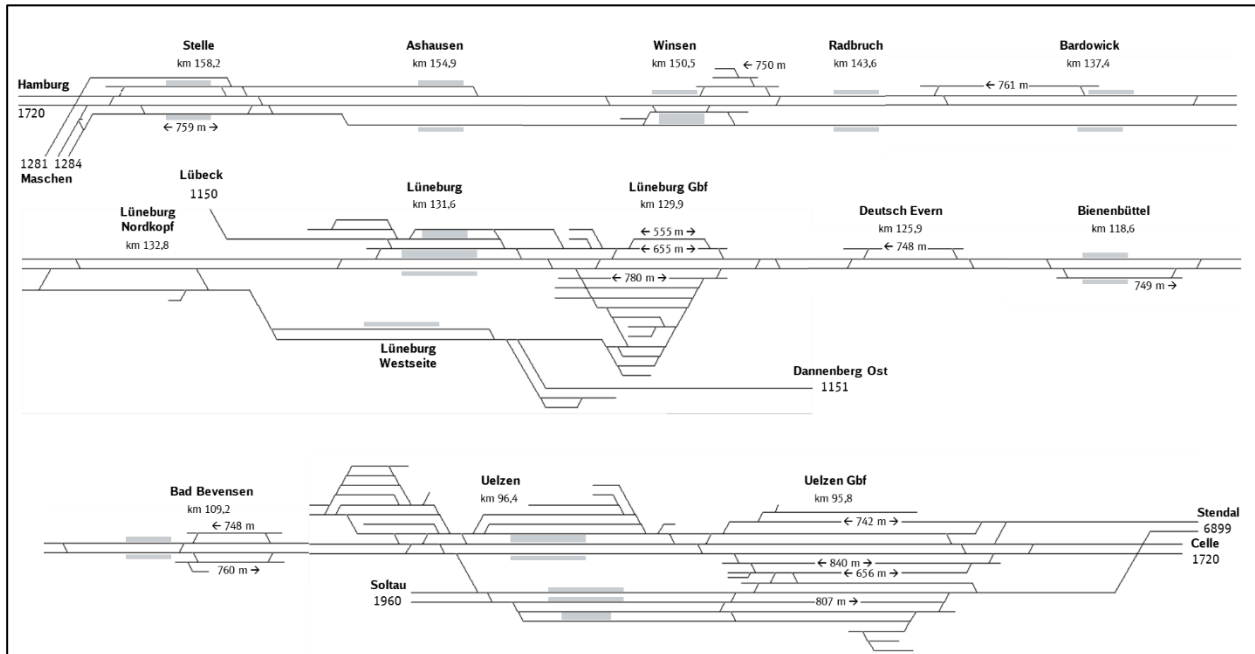 Stelle
km 158,2
Ashausen
km 154,9
Winsen
km 150,5
← 750 m
Radbruch
km 143,6
Bardowick
km 137,4
Hamburg
1720
← 761 m
← 759 m →
1281 1284
Maschen
Lübeck
1150
Lüneburg
Nordkopf
km 132,8
Lüneburg
km 131,6
Lüneburg Gbf
km 129,9
← 555 m →
← 655 m →
← 780 m →
Deutsch Evern
km 125,9
← 748 m
Bienenbüttel
km 118,6
749 m →
Lüneburg
Westseite
Dannenberg Ost
1151
Bad Bevensen
km 109,2
← 748 m
760 m →
Uelzen
km 96,4
Uelzen Gbf
km 95,8
← 742 m →
Stendal
6899
Celle
1720
← 840 m →
← 656 m →
Soltau
1960
807 m →